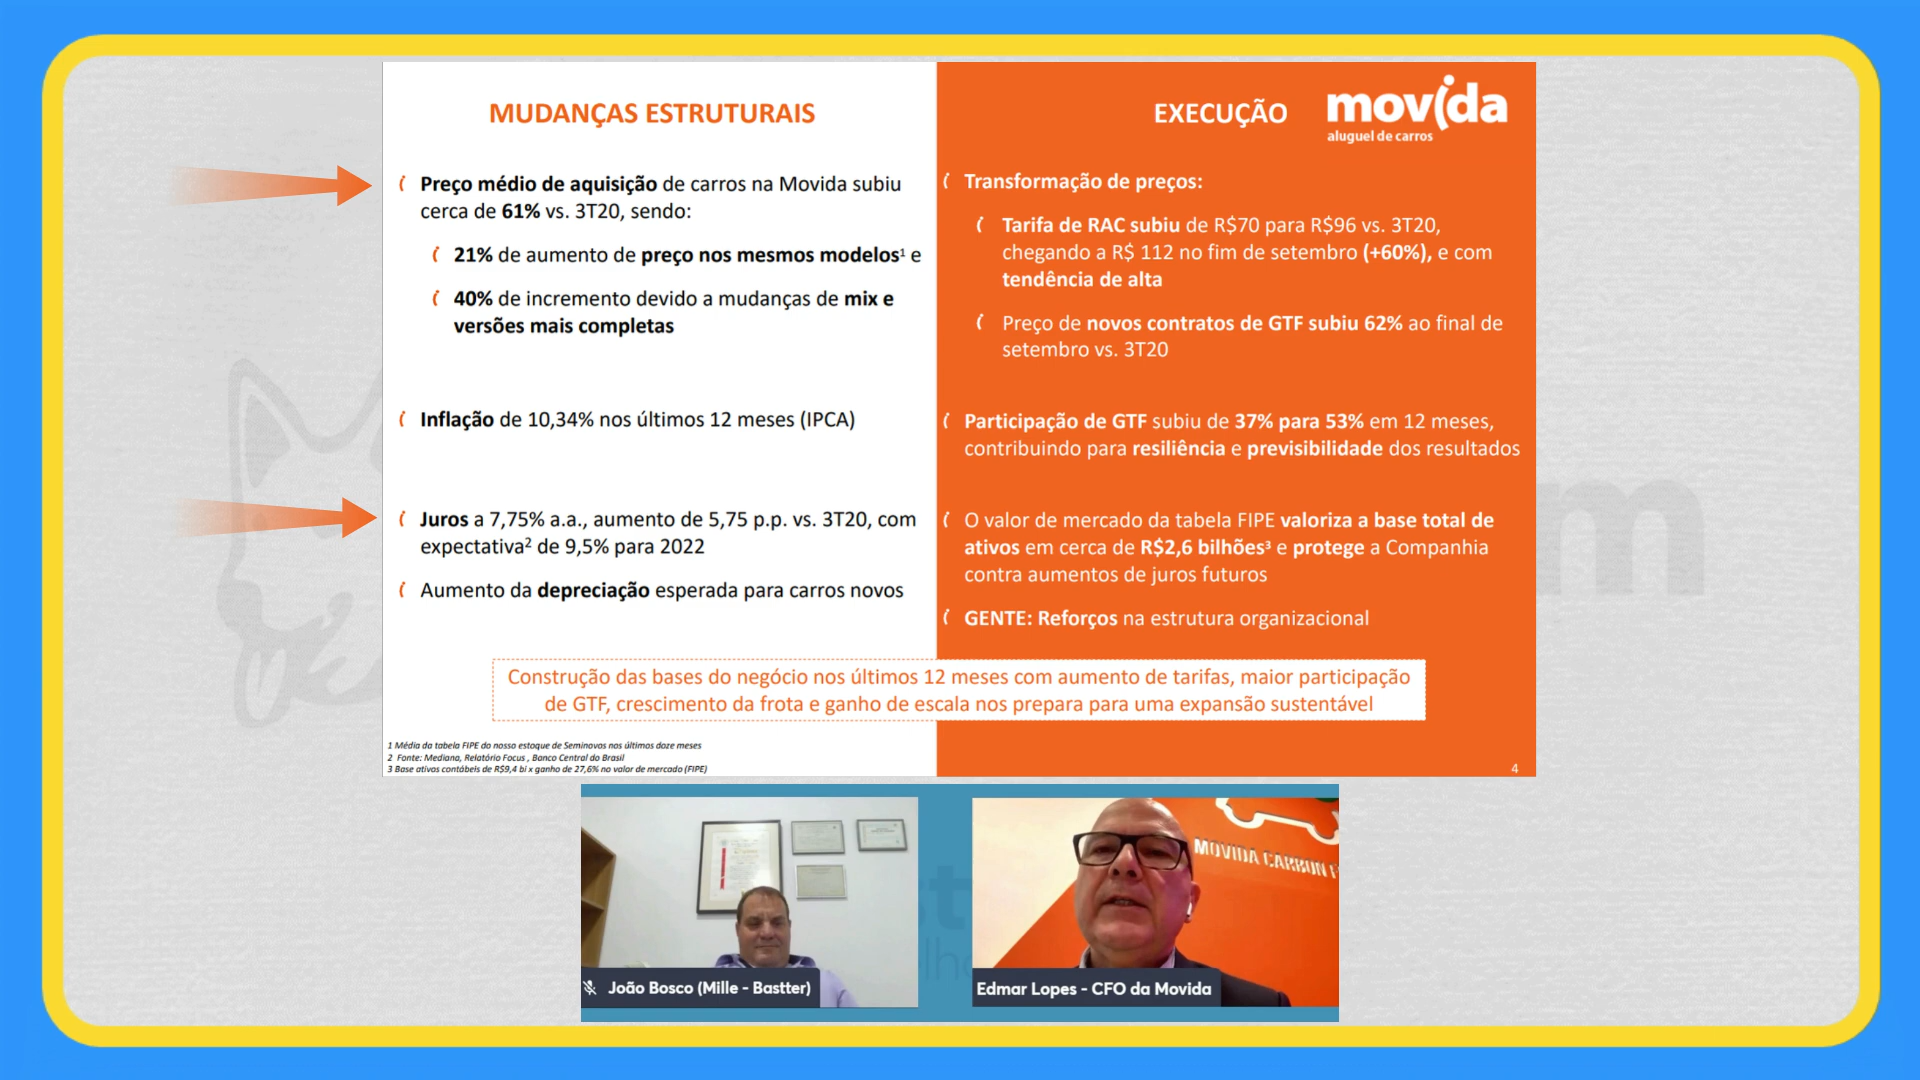 MUDANÇAS ESTRUTURAIS
Preço médio de aquisição de carros na Movida subiu
cerca de 61% vs. 3T20, sendo:
21% de aumento de preço nos mesmos modelos¹ e
40% de incremento devido a mudanças de mix e
versões mais completas
Inflação de 10,34% nos últimos 12 meses (IPCA)
Juros a 7,75% a.a., aumento de 5,75 p.p. vs. 3T20, com
expectativa² de 9,5% para 2022
Aumento da depreciação esperada para carros novos
EXECUÇÃO
movida
aluguel de carros
Transformação de preços:
Tarifa de RAC subiu de R$70 para R$96 vs. 3T20,
chegando a R$ 112 no fim de setembro (+60%), e com
tendência de alta
Preço de novos contratos de GTF subiu 62% ao final de
setembro vs. 3T20
Participação de GTF subiu de 37% para 53% em 12 meses,
contribuindo para resiliência e previsibilidade dos resultados
O valor de mercado da tabela FIPE valoriza a base total de
ativos em cerca de R$2,6 bilhões³ e protege a Companhia
contra aumentos de juros futuros
GENTE: Reforços na estrutura organizacional
Construção das bases do negócio nos últimos 12 meses com aumento de tarifas, maior participação
de GTF, crescimento da frota e ganho de escala nos prepara para uma expansão sustentável
1 Média da tabela FIPE do nosso estoque de Seminovos nos últimos doze meses
2 Fonte: Mediana, Relatório Focus , Banco Central do Brasil
3 Base ativos contábeis de R$9,4 bi x ganho de 27,6% no valor de mercado (FIPE)
4
MOVIDA CARBON
João Bosco (Mille - Bastter)
Edmar Lopes - CFO da Movida